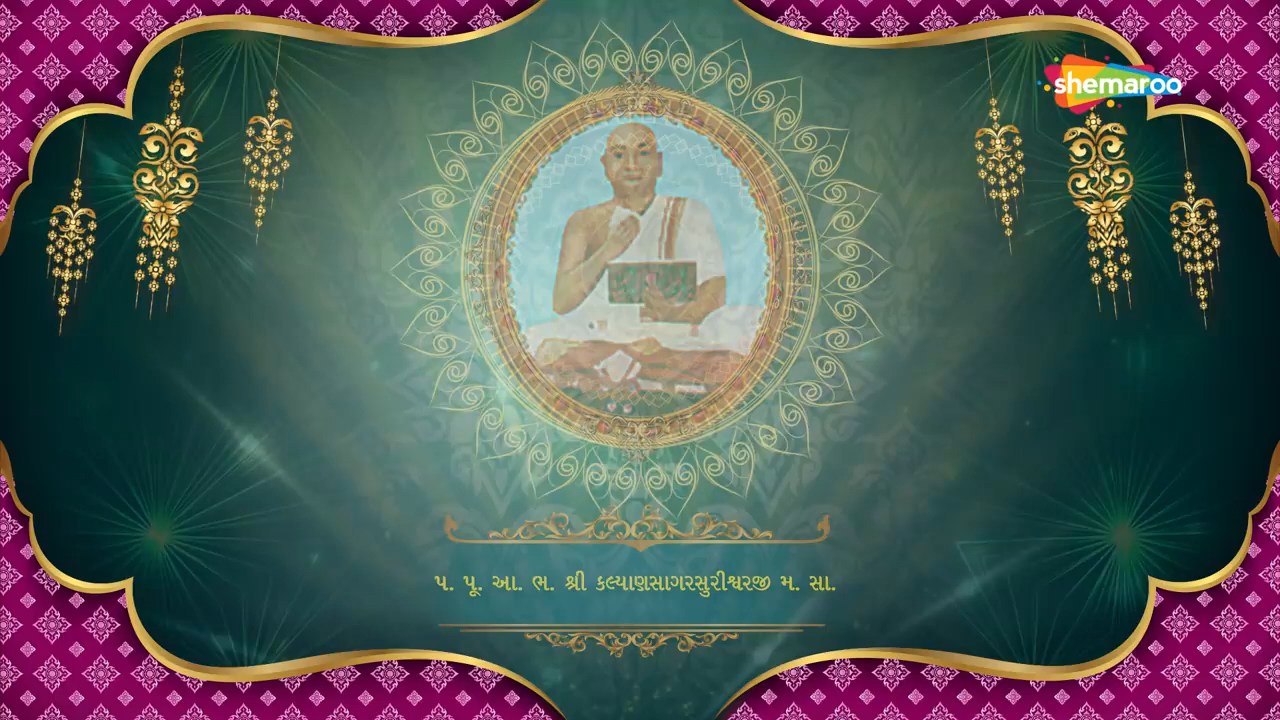 shemaroo
પ. પૂ. આ. ભ. શ્રી કલ્યાણસાગરસુરીશ્વરજી મ. સા.